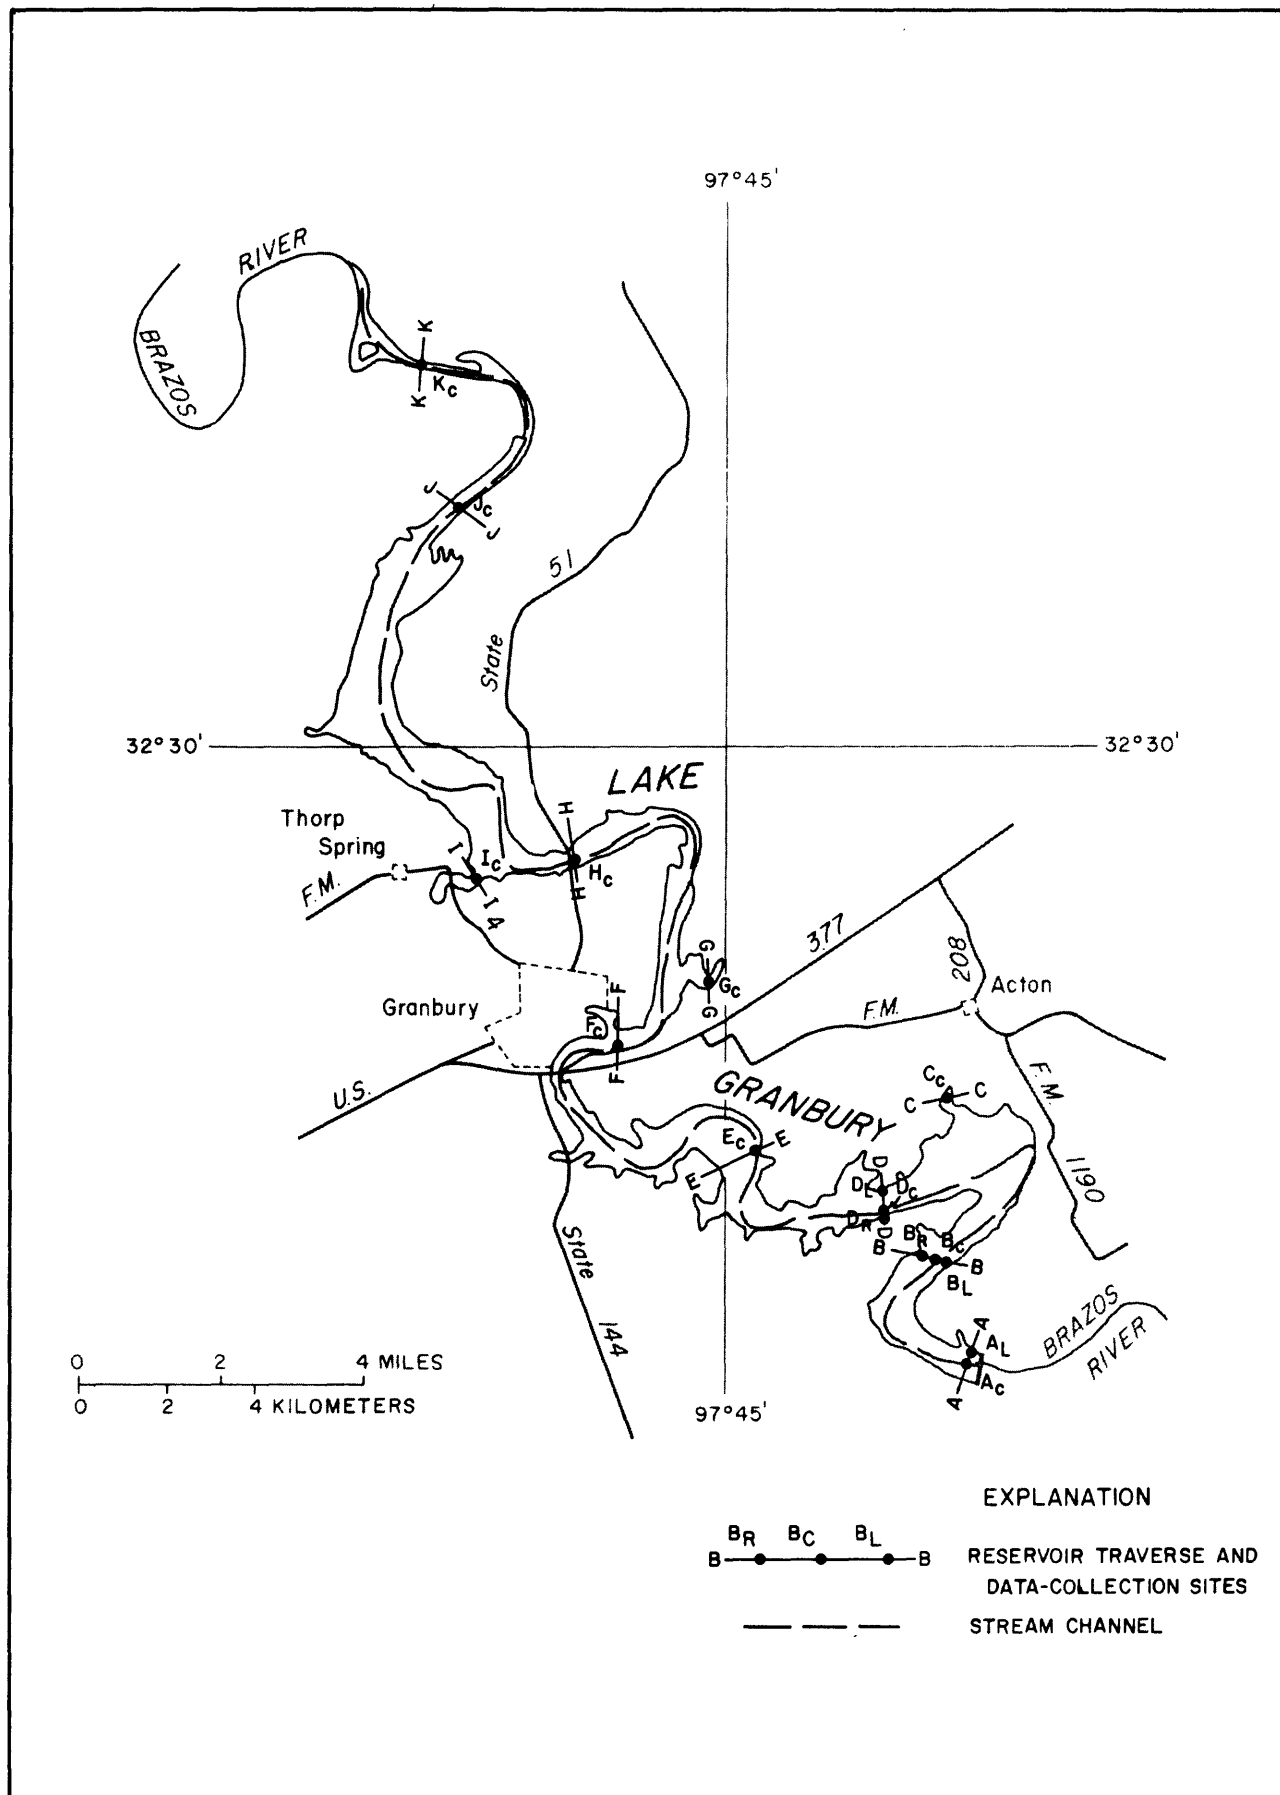 97°45'
RIVER
BRAZOS
K
K
Kc
J
Jc
J
51
State
32°30'
32°30'
LAKE
H
Thorp
Spring
I
Ic
Hc
H
F.M.
I
4
377
208
G
Gc
G
Acton
F
Granbury
F.M.
Fc
F
U.S.
GRANBURY
Cc
C
C
F.M.
Ec
E
E
1190
D
DL
Dc
DR
D
BR
Bc
B
B
BL
State
144
BRAZOS
RIVER
A
AL
Ac
A
0 2 4 MILES
0 2 4 KILOMETERS
97°45'
EXPLANATION
BR BC BL
B B RESERVOIR TRAVERSE AND
DATA-COLLECTION SITES
STREAM CHANNEL